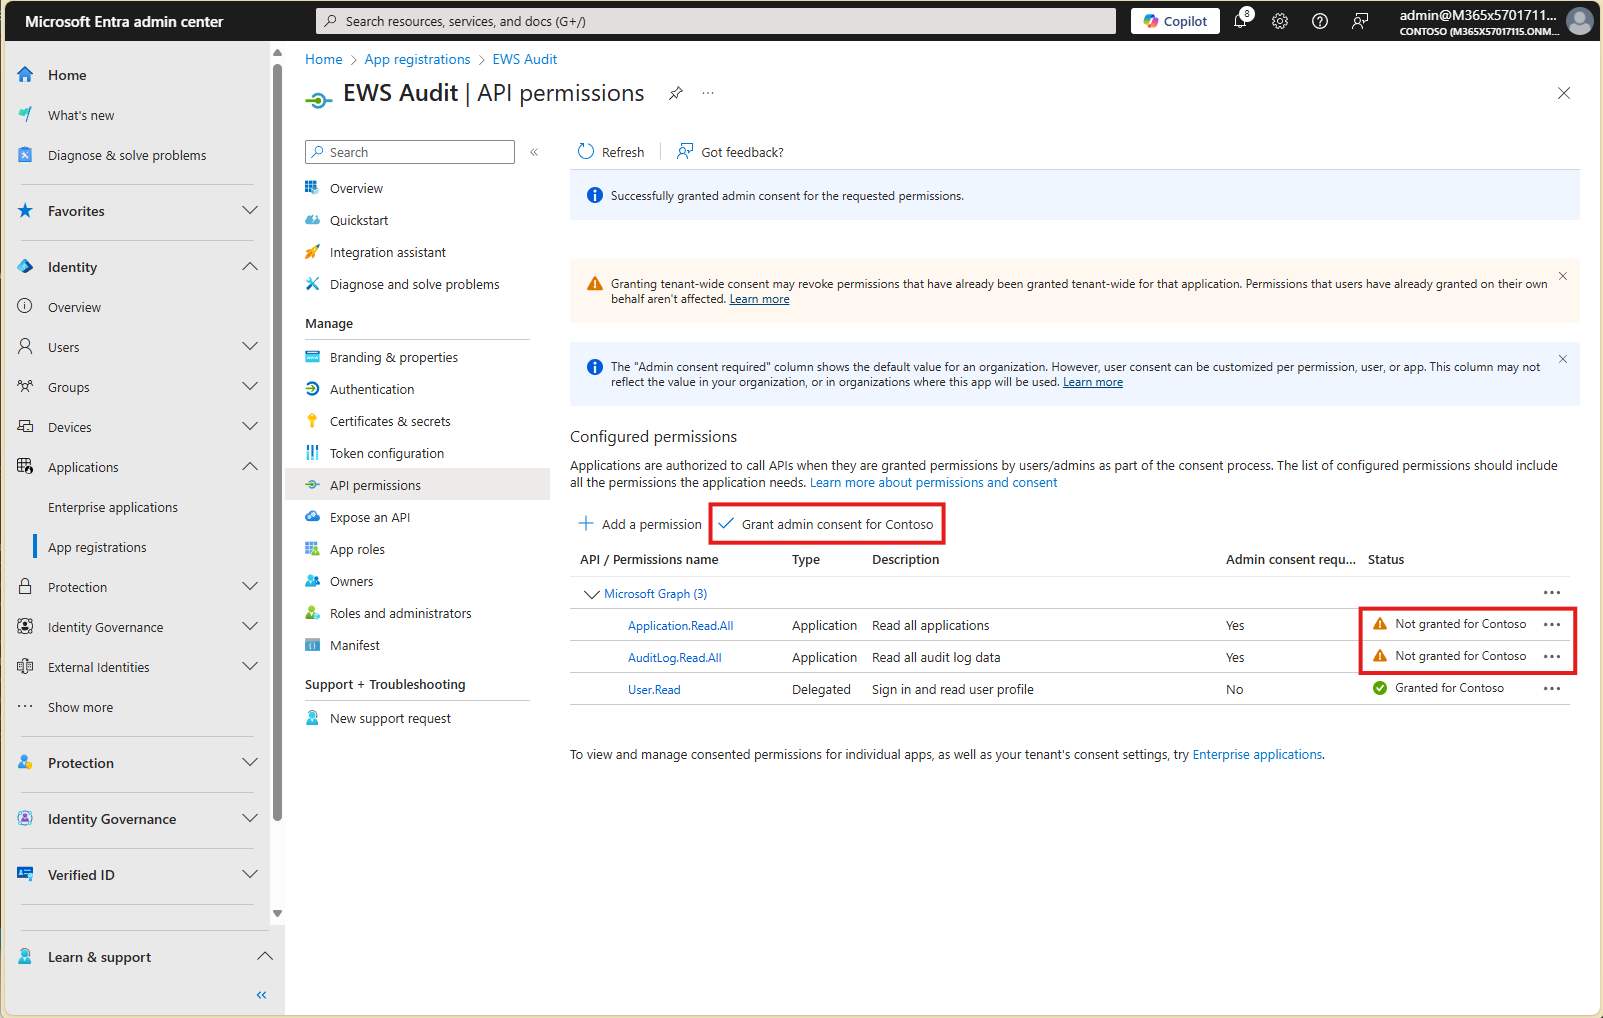 Microsoft Entra admin center
Search resources, services, and docs (G+/)
Copilot
8
admin@M365x5701711...
CONTOSO (M365X57017115.ONM...
Home
What's new
Diagnose & solve problems
Favorites
Identity
Overview
Users
Groups
Devices
Applications
Enterprise applications
App registrations
Protection
Identity Governance
External Identities
Show more
Protection
Identity Governance
Verified ID
Learn & support
Home > App registrations > EWS Audit
EWS Audit | API permissions
Search
Overview
Quickstart
Integration assistant
Diagnose and solve problems
Manage
Branding & properties
Authentication
Certificates & secrets
Token configuration
API permissions
Expose an API
App roles
Owners
Roles and administrators
Manifest
Support + Troubleshooting
New support request
Refresh
Got feedback?
Successfully granted admin consent for the requested permissions.
Granting tenant-wide consent may revoke permissions that have already been granted tenant-wide for that application. Permissions that users have already granted on their own
behalf aren't affected. Learn more
The "Admin consent required" column shows the default value for an organization. However, user consent can be customized per permission, user, or app. This column may not
reflect the value in your organization, or in organizations where this app will be used. Learn more
Configured permissions
Applications are authorized to call APIs when they are granted permissions by users/admins as part of the consent process. The list of configured permissions should include
all the permissions the application needs. Learn more about permissions and consent
Add a permission
Grant admin consent for Contoso
API / Permissions name Type Description Admin consent requ... Status
Microsoft Graph (3)
Application.Read.All Application Read all applications Yes Not granted for Contoso
AuditLog.Read.All Application Read all audit log data Yes Not granted for Contoso
User.Read Delegated Sign in and read user profile No Granted for Contoso
To view and manage consented permissions for individual apps, as well as your tenant's consent settings, try Enterprise applications.